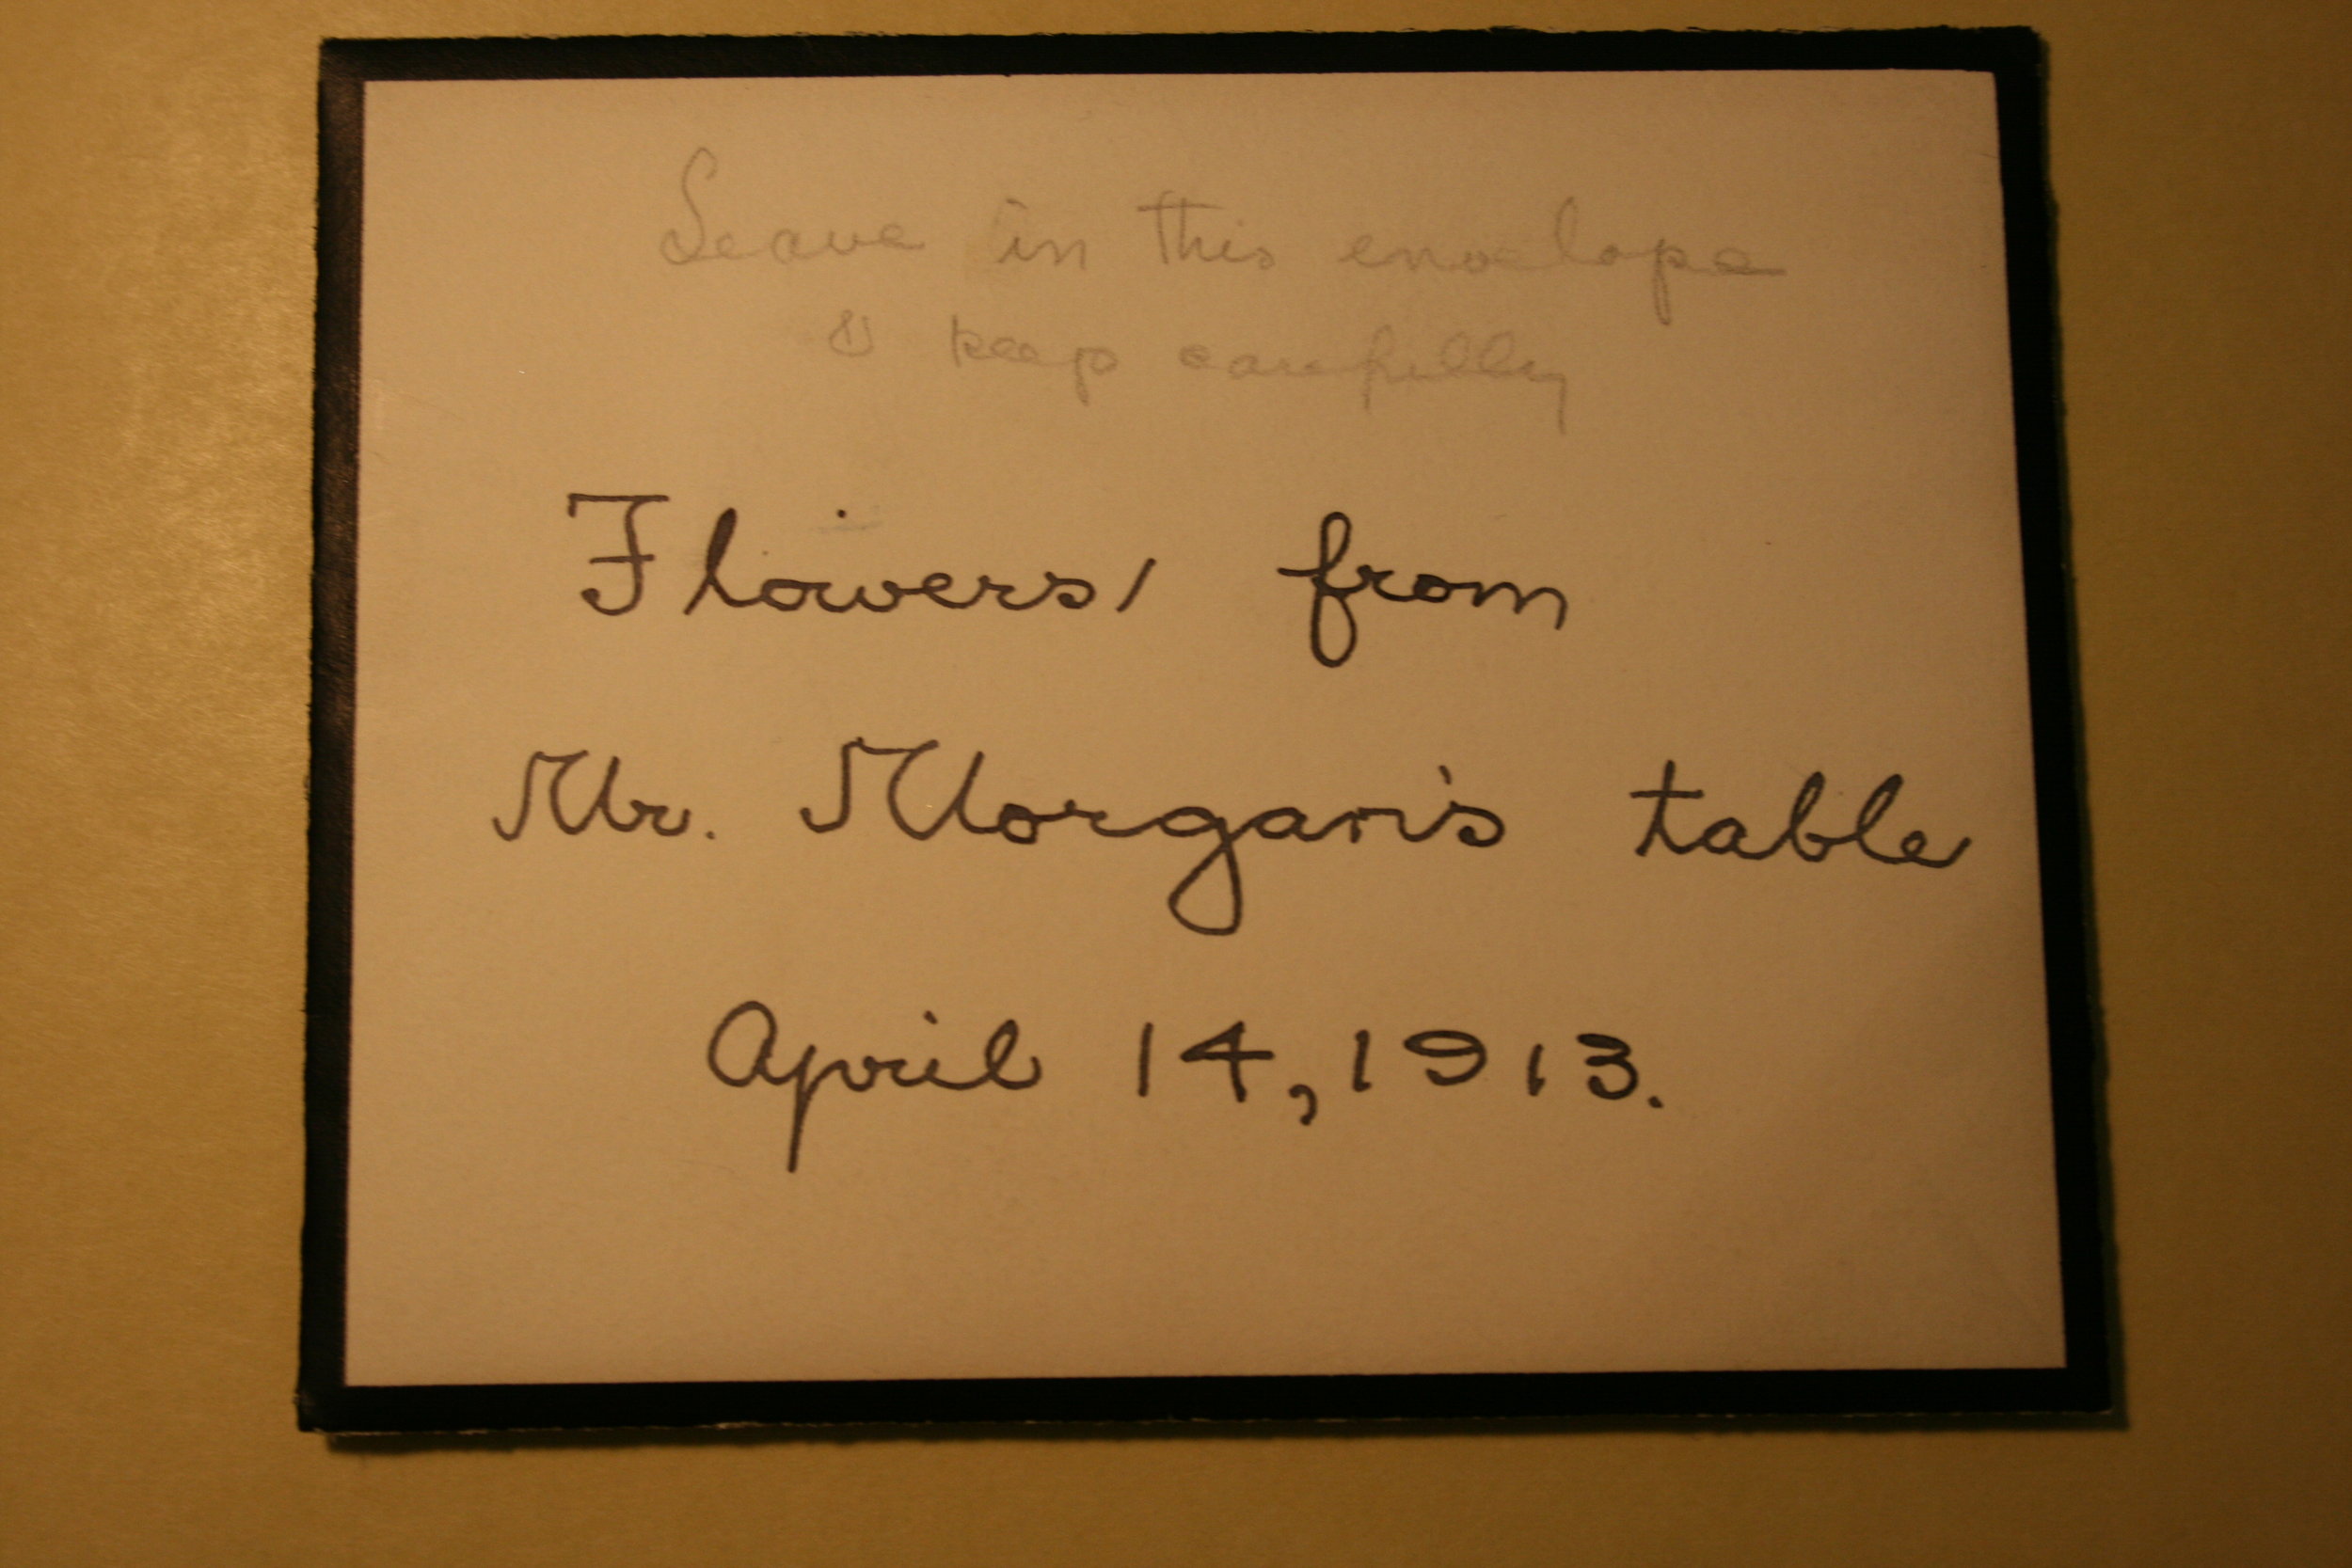 Leave in this envelope
& keep carefully
Flowers from
Mr. Morgan's table
April 14, 1913.